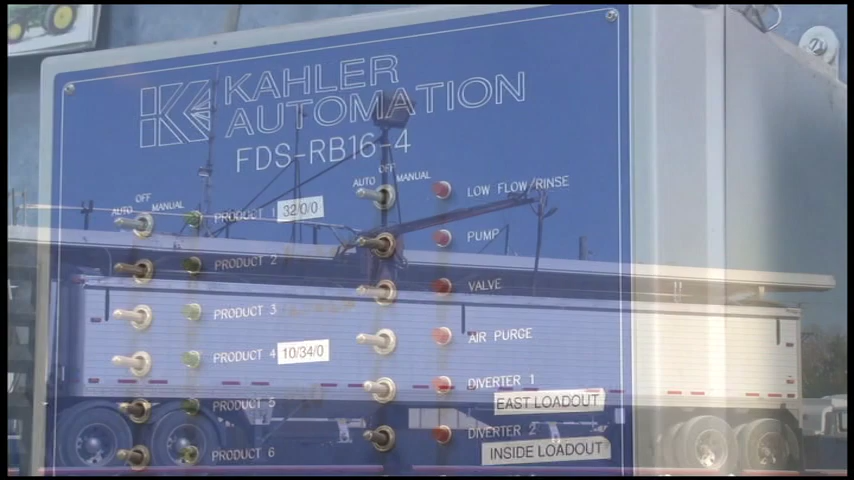 KAHLER
AUTOMATION
FDS-RB16-4
OFF
AUTO MANUAL
OFF
AUTO MANUAL
LOW FLOW/RINSE
PRODUCT 1 32/0/0
PUMP
PRODUCT 2
VALVE
PRODUCT 3
AIR PURGE
PRODUCT 4 10/34/0
DIVERTER 1
EAST LOADOUT
PRODUCT 5
DIVERTER 2
INSIDE LOADOUT
PRODUCT 6